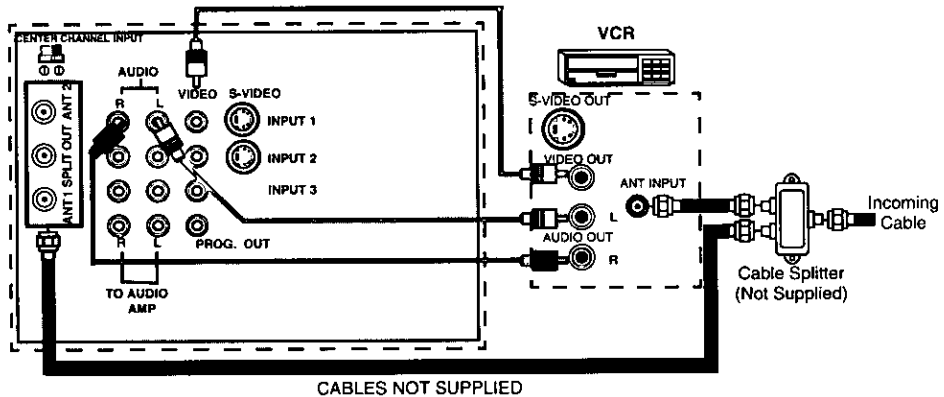 CENTER CHANNEL INPUT
AUDIO
R
L
VIDEO
S-VIDEO
INPUT 1
INPUT 2
INPUT 3
ANT 1 SPLIT OUT ANT 2
R
L
PROG. OUT
TO AUDIO
AMP
VCR
S-VIDEO OUT
VIDEO OUT
ANT INPUT
L
AUDIO OUT
R
Incoming
Cable
Cable Splitter
(Not Supplied)
CABLES NOT SUPPLIED